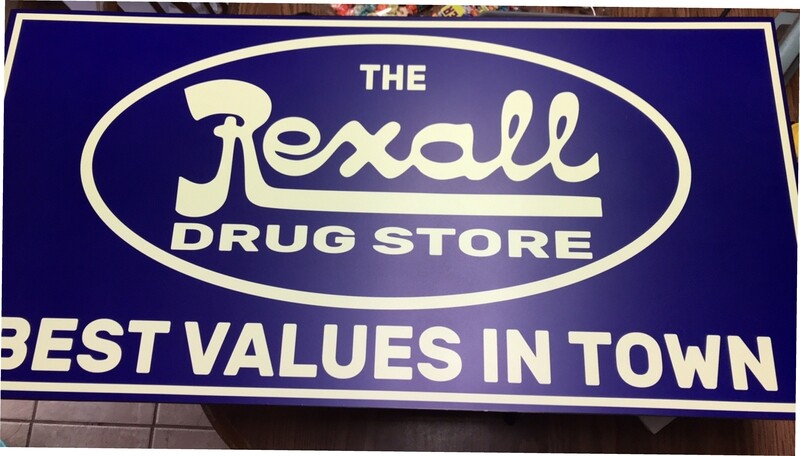 THE
Rexall
DRUG STORE
BEST VALUES IN TOWN